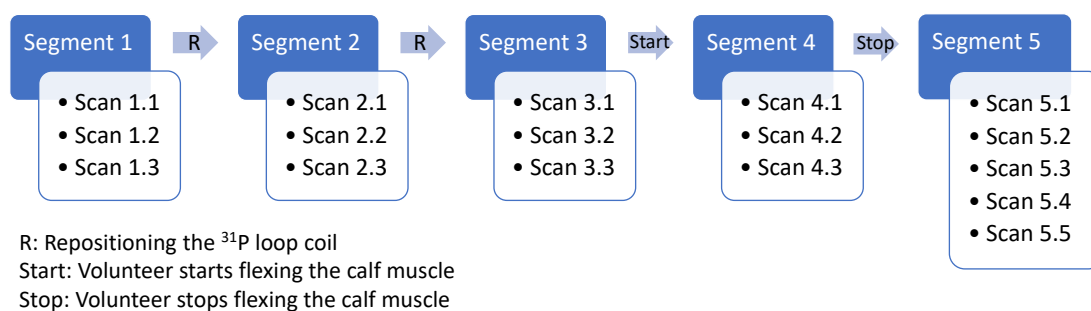 Segment 1
R
Segment 2
R
Segment 3
Start
Segment 4
Stop
Segment 5
• Scan 1.1
• Scan 1.2
• Scan 1.3
• Scan 2.1
• Scan 2.2
• Scan 2.3
• Scan 3.1
• Scan 3.2
• Scan 3.3
• Scan 4.1
• Scan 4.2
• Scan 4.3
• Scan 5.1
• Scan 5.2
• Scan 5.3
• Scan 5.4
• Scan 5.5
R: Repositioning the ³¹P loop coil
Start: Volunteer starts flexing the calf muscle
Stop: Volunteer stops flexing the calf muscle